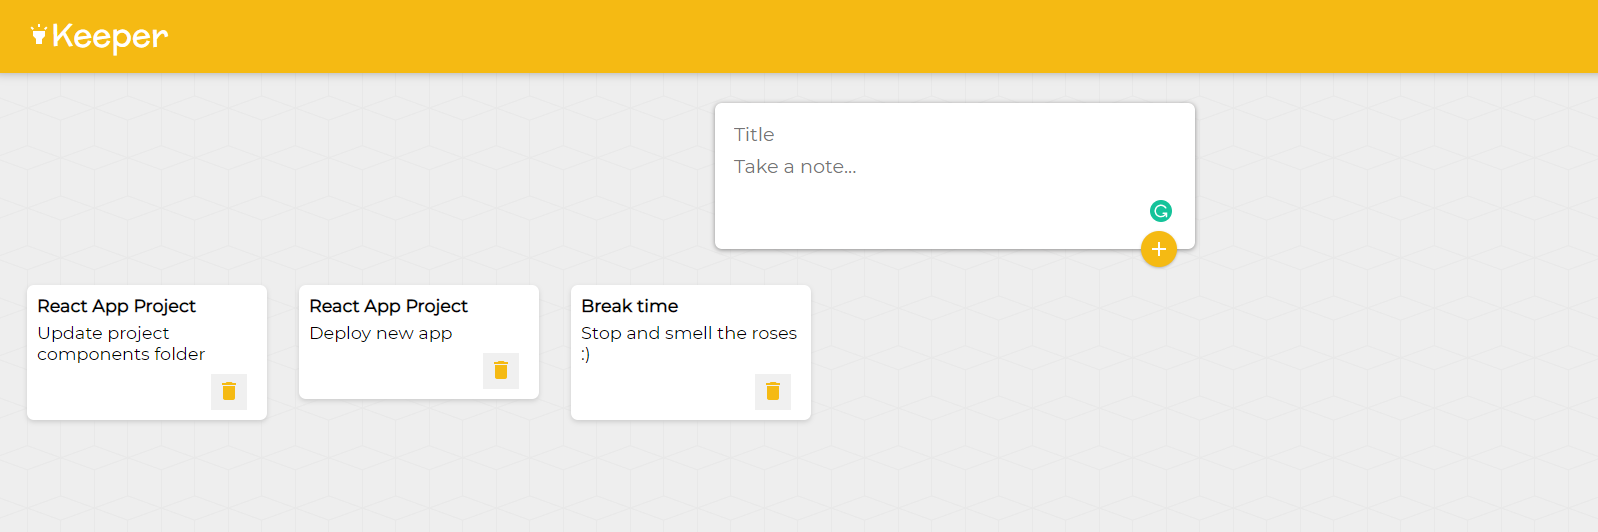 Keeper
Title
Take a note...
React App Project
Update project
components folder
React App Project
Deploy new app
Break time
Stop and smell the roses
:)